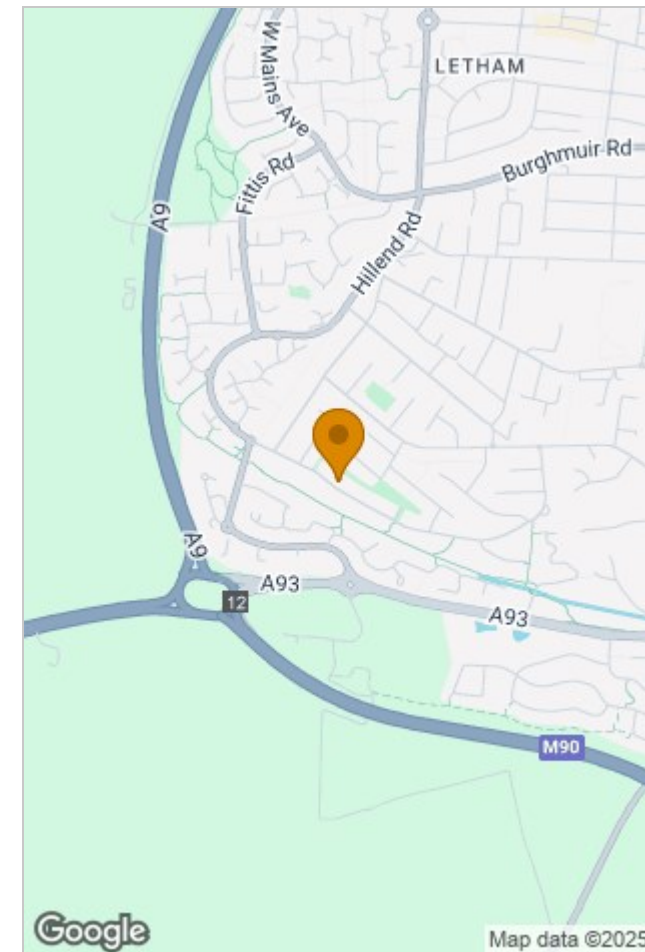 W Mains Ave
LETHAM
Burghmuir Rd
Fittis Rd
A9
Hillend Rd
A9
A93
12
A93
M90
Google
Map data ©2025